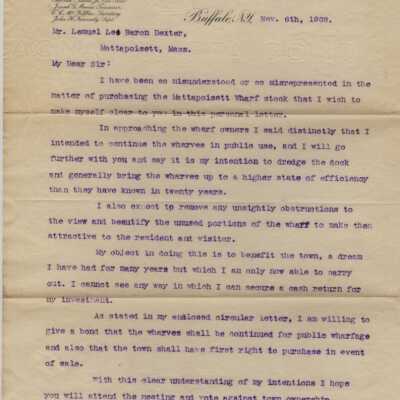 Buffalo, N.Y. Nov. 6th, 1908.
Mr. Lemuel Le Baron Dexter,
Mattapoisett, Mass.
My Dear Sir:
I have been so misunderstood or so misrepresented in the
matter of purchasing the Mattapoisett Wharf stock that I wish to
make myself clear to you in this personal letter.
In approaching the wharf owners I said distinctly that I
intended to continue the wharves in public use, and I will go
further with you and say it is my intention to dredge the dock
and generally bring the wharves up to a higher state of efficiency
than they have known in twenty years.
I also expect to remove any unsightly obstructions to
the view and beautify the unused portions of the wharf to make them
attractive to the resident and visitor.
My object in doing this is to benefit the town, a dream
I have had for many years but which I am only now able to carry
out. I cannot see any way in which I can secure a cash return for
my investment.
As stated in my enclosed circular letter, I am willing to
give a bond that the wharves shall be continued for public wharfage
and also that the town shall have first right to purchase in event
of sale.
With this clear understanding of my intentions I hope
you will attend the meeting and vote against town ownership